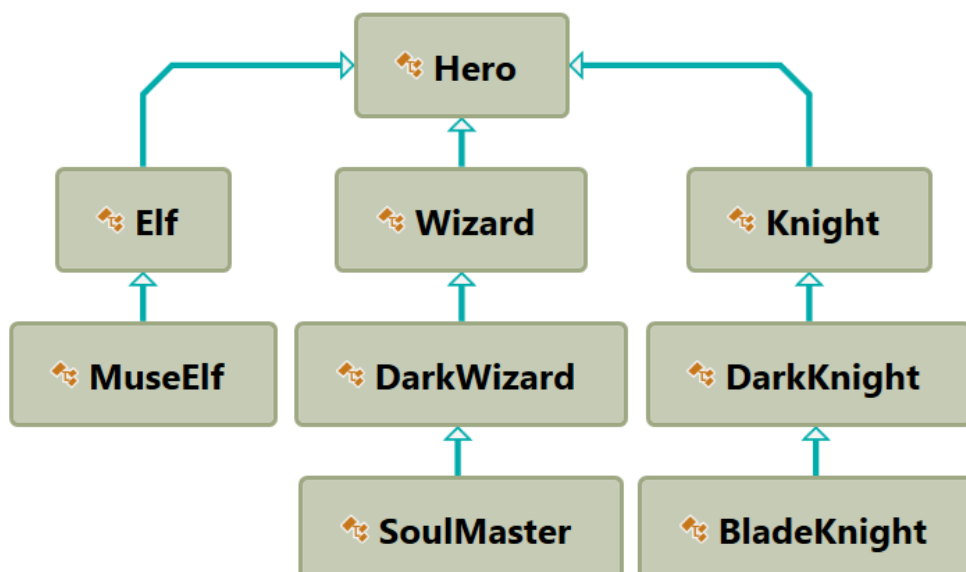 Hero
Elf
Wizard
Knight
MuseElf
DarkWizard
DarkKnight
SoulMaster
BladeKnight